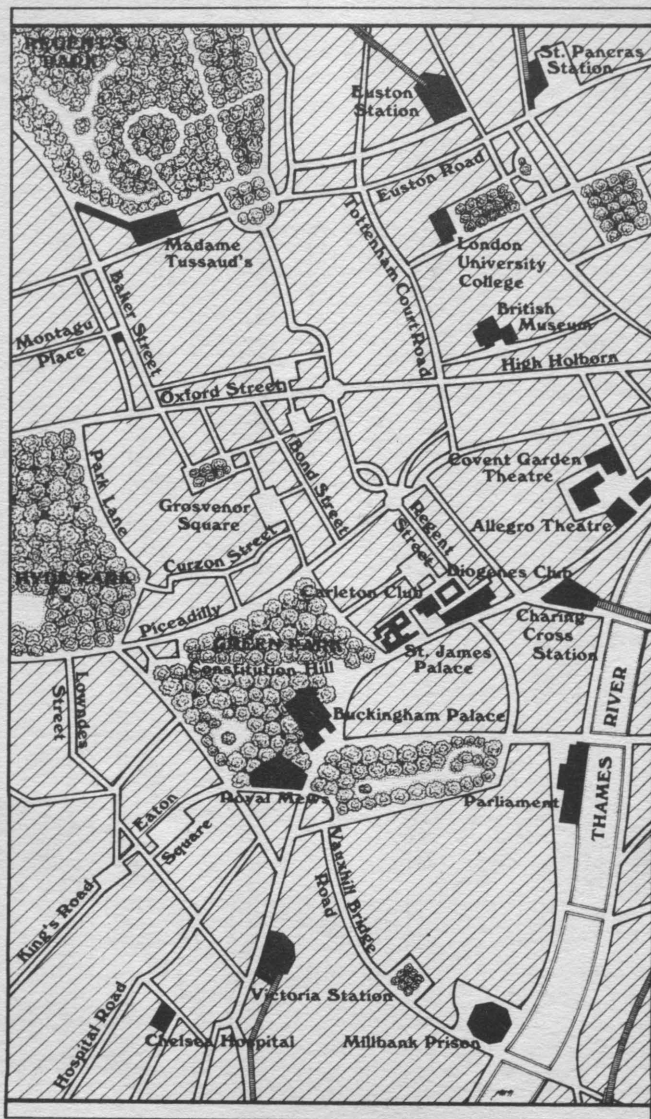 REGENT'S
PARK
St. Pancras
Station
Euston
Station
Euston Road
Tottenham Court Road
London
University
College
Madame
Tussaud's
Baker Street
Montagu
Place
British
Museum
High Holborn
Oxford Street
Bond Street
Park Lane
Grosvenor
Square
Covent Garden
Theatre
Allegro Theatre
Regent
Street
Curzon Street
HYDE PARK
Piccadilly
Carleton Club
Diogenes Club
Charing
Cross
Station
St. James
Palace
GREEN PARK
Constitution Hill
Lowndes
Street
Buckingham Palace
THAMES RIVER
Royal Mews
Parliament
Eaton
Square
Vauxhill Bridge
Road
King's Road
Victoria Station
Hospital Road
Chelsea Hospital
Millbank Prison